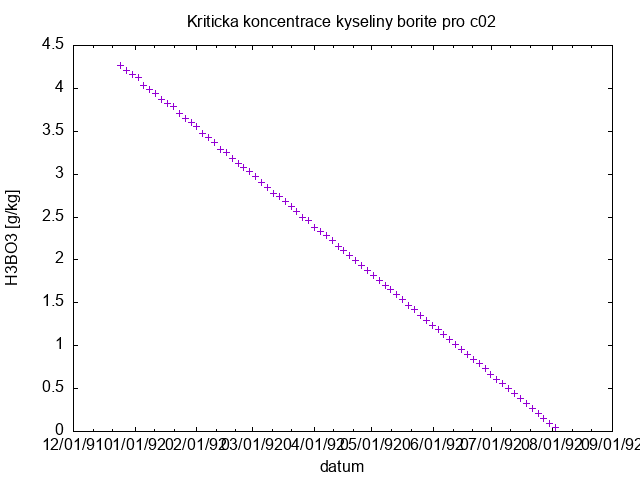 Kriticka koncentrace kyseliny borite pro c02
H3BO3 [g/kg]
4.5
4
3.5
3
2.5
2
1.5
1
0.5
0
12/01/91 01/01/92 02/01/92 03/01/92 04/01/92 05/01/92 06/01/92 07/01/92 08/01/92 09/01/92
datum